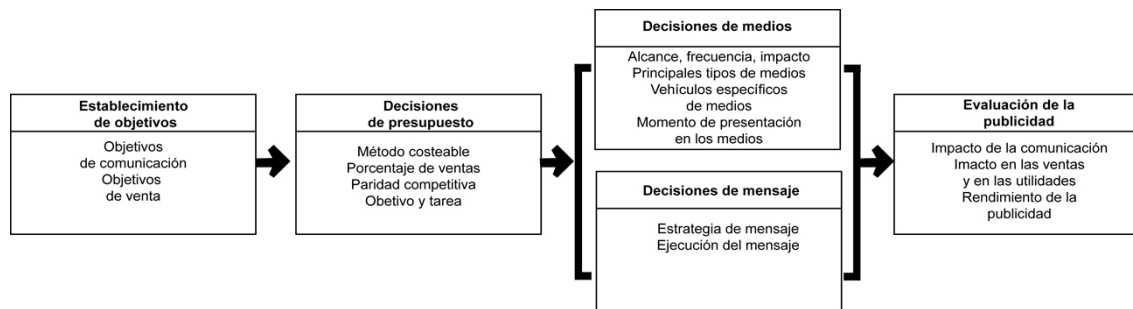 Establecimiento
de objetivos
Objetivos
de comunicación
Objetivos
de venta
Decisiones
de presupuesto
Método costeable
Porcentaje de ventas
Paridad competitiva
Obetivo y tarea
Decisiones de medios
Alcance, frecuencia, impacto
Principales tipos de medios
Vehículos específicos
de medios
Momento de presentación
en los medios
Decisiones de mensaje
Estrategia de mensaje
Ejecución del mensaje
Evaluación de la
publicidad
Impacto de la comunicación
Imacto en las ventas
y en las utilidades
Rendimiento de la
publicidad